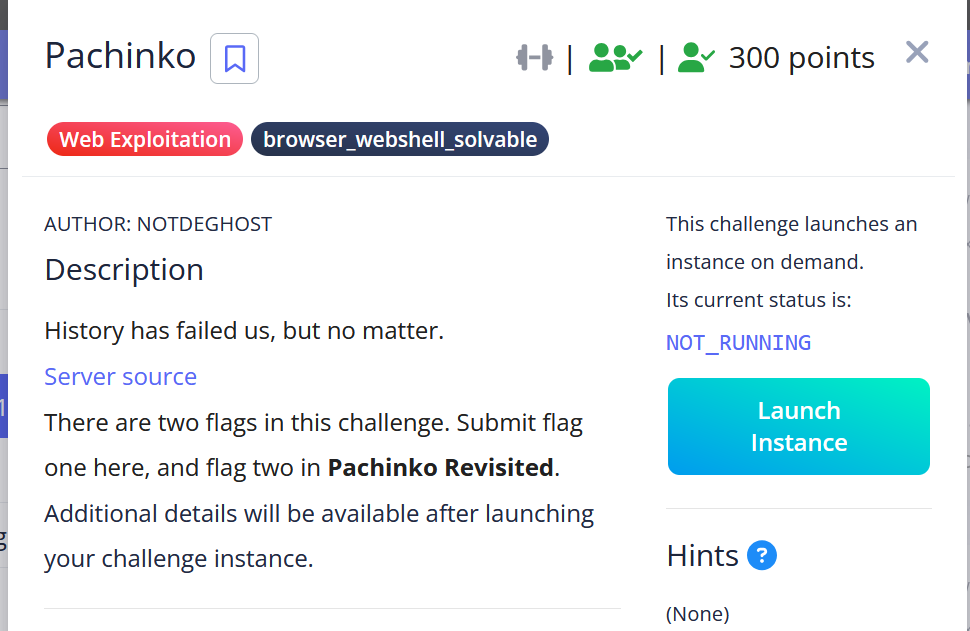 Pachinko
| | 300 points
Web Exploitation browser_webshell_solvable
AUTHOR: NOTDEGHOST
Description
History has failed us, but no matter.
Server source
There are two flags in this challenge. Submit flag
one here, and flag two in Pachinko Revisited.
Additional details will be available after launching
your challenge instance.
This challenge launches an
instance on demand.
Its current status is:
NOT_RUNNING
Launch
Instance
Hints ?
(None)